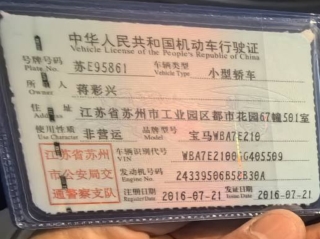 中华人民共和国机动车行驶证
Vehicle License of the People's Republic of China
号牌号码 苏E95861 车辆类型 小型轿车
Plate No. Vehicle Type
所有人 蒋彩兴
Owner
住址 江苏省苏州市工业园区都市花园67幢501室
Address
使用性质 非营运 品牌型号 宝马WBA7E210
Use Character Model
江苏省苏州 车辆识别代号
市公安局交 VIN
通警察支队 发动机号码
Engine No.
注册日期 2016-07-21 发证日期 2016-07-21
Register Date Issue Date